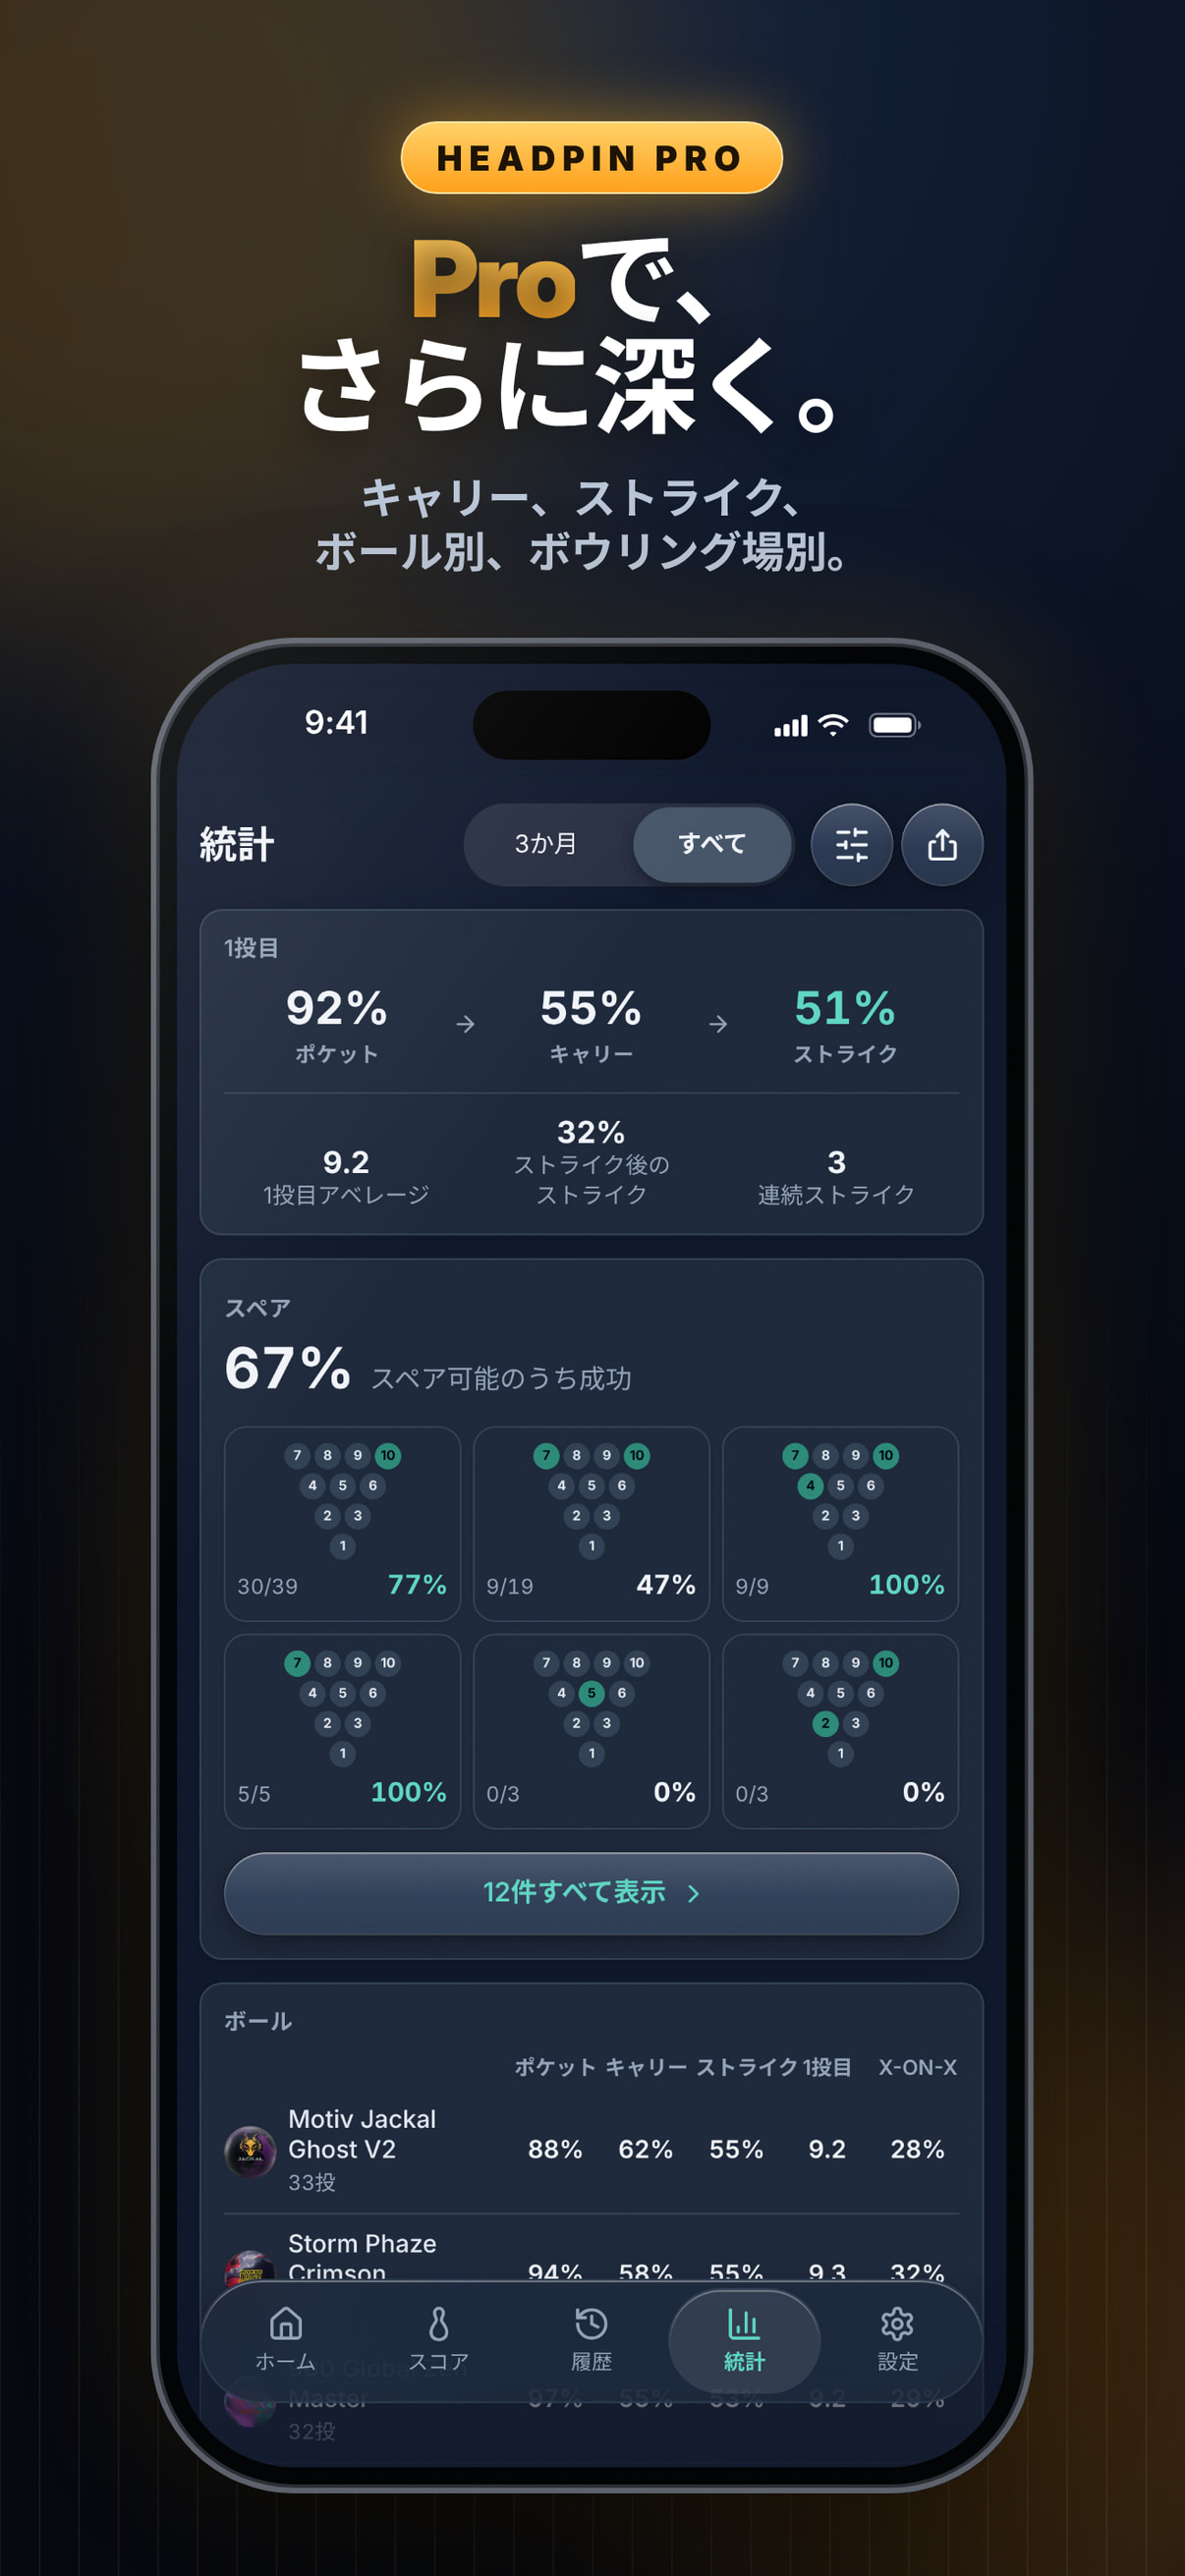 HEADPIN PRO
Proで、
さらに深く。
キャリー、ストライク、
ボール別、ボウリング場別。
9:41
統計
3か月
すべて
1投目
92%
55%
51%
ポケット
キャリー
ストライク
9.2
1投目アベレージ
32%
ストライク後の
ストライク
3
連続ストライク
スペア
67% スペア可能のうち成功
7 8 9 10
4 5 6
2 3
1
30/39 77%
7 8 9 10
4 5 6
2 3
1
9/19 47%
7 8 9 10
4 5 6
2 3
1
9/9 100%
7 8 9 10
4 5 6
2 3
1
5/5 100%
7 8 9 10
4 5 6
2 3
1
0/3 0%
7 8 9 10
4 5 6
2 3
1
0/3 0%
12件すべて表示
ボール
ポケット キャリー ストライク 1投目 X-ON-X
Motiv Jackal
Ghost V2
33投
88% 62% 55% 9.2 28%
Storm Phaze
Crimson
94% 58% 55% 9.3 32%
ホーム
スコア
履歴
統計
設定
Master
97% 55% 53% 9.2 29%
32投